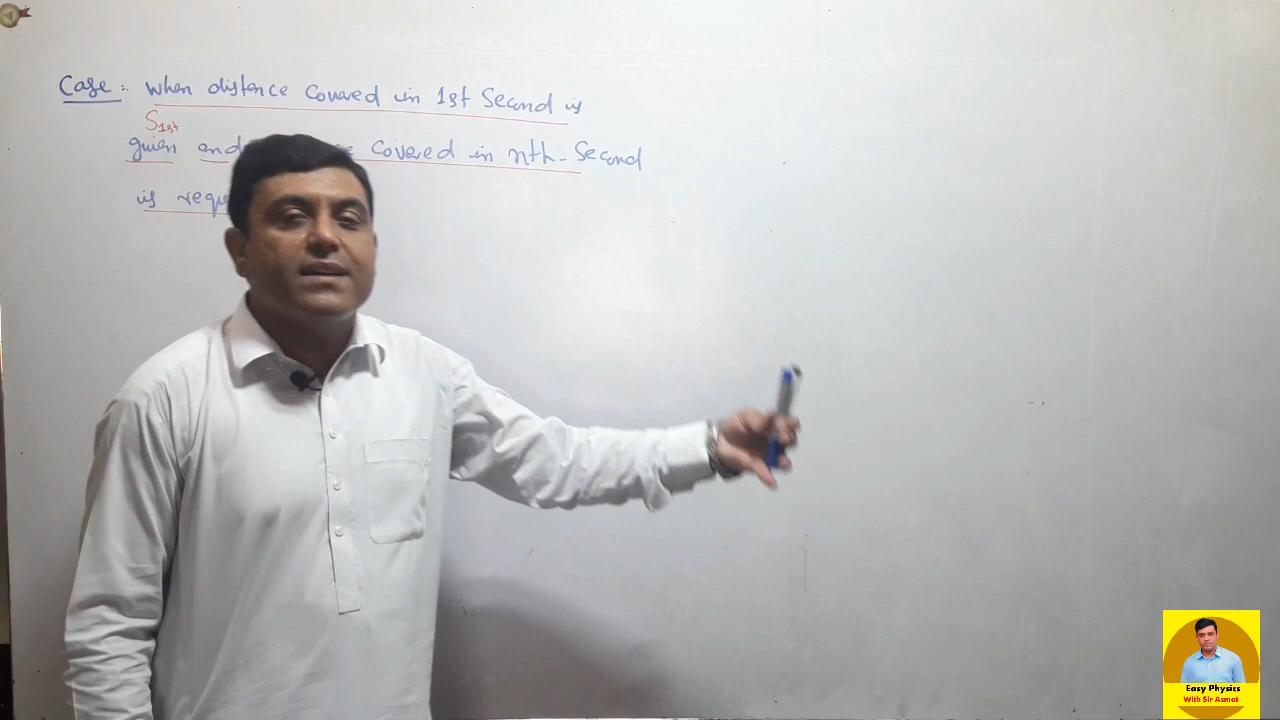 Case :- When distance covered in 1st second is
S1st
given and covered in nth-second
is
Easy Physics
With Sir Asmat